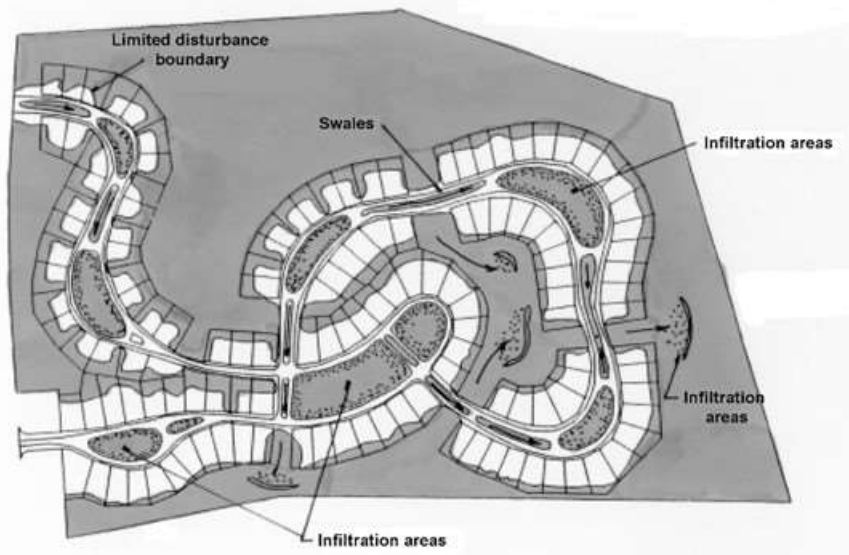 Limited disturbance
boundary
Swales
Infiltration areas
Infiltration
areas
Infiltration areas